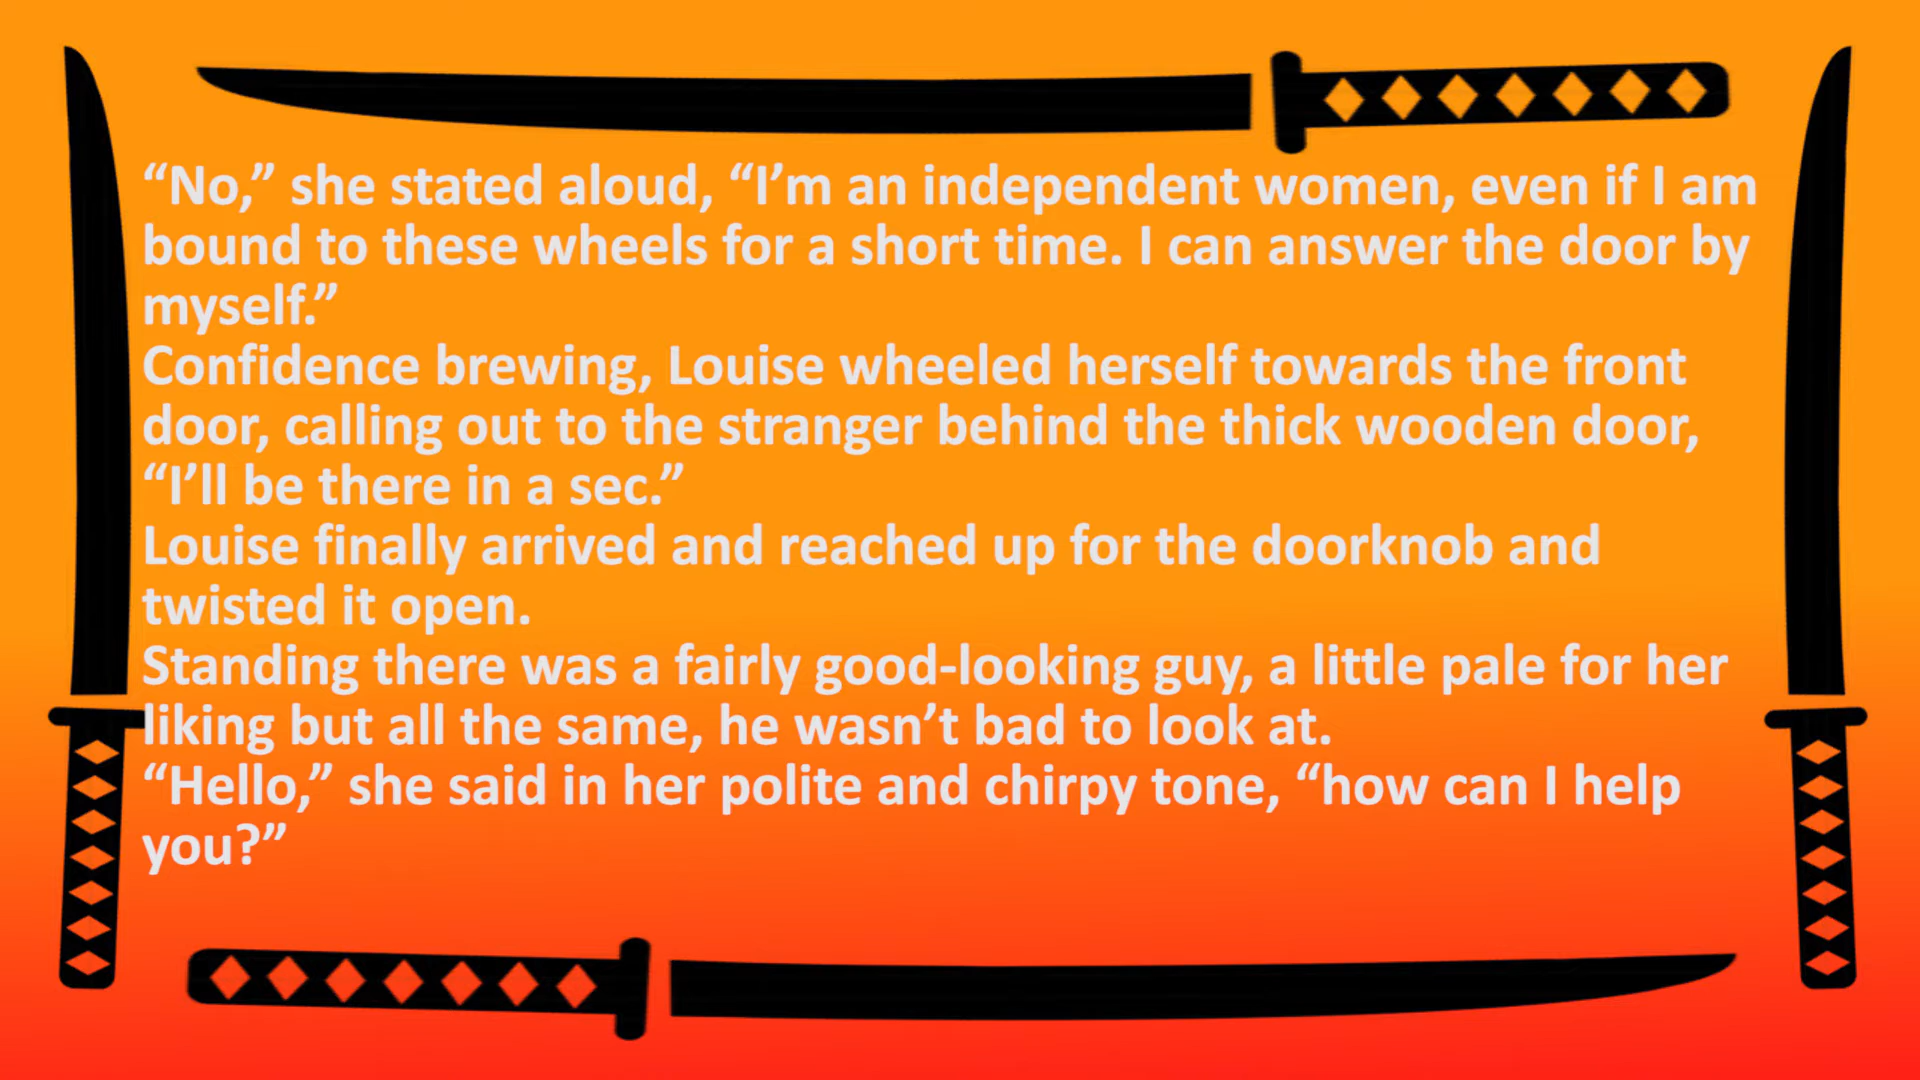 “No,” she stated aloud, “I’m an independent women, even if I am
bound to these wheels for a short time. I can answer the door by
myself.”
Confidence brewing, Louise wheeled herself towards the front
door, calling out to the stranger behind the thick wooden door,
“I’ll be there in a sec.”
Louise finally arrived and reached up for the doorknob and
twisted it open.
Standing there was a fairly good-looking guy, a little pale for her
liking but all the same, he wasn’t bad to look at.
“Hello,” she said in her polite and chirpy tone, “how can I help
you?”